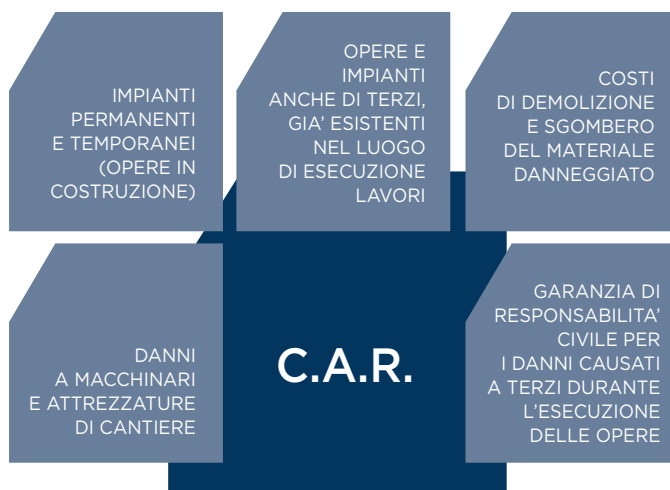 IMPIANTI
PERMANENTI
E TEMPORANEI
(OPERE IN
COSTRUZIONE)
OPERE E
IMPIANTI
ANCHE DI TERZI,
GIA’ ESISTENTI
NEL LUOGO
DI ESECUZIONE
LAVORI
COSTI
DI DEMOLIZIONE
E SGOMBERO
DEL MATERIALE
DANNEGGIATO
DANNI
A MACCHINARI
E ATTREZZATURE
DI CANTIERE
C.A.R.
GARANZIA DI
RESPONSABILITA’
CIVILE PER
I DANNI CAUSATI
A TERZI DURANTE
L’ESECUZIONE
DELLE OPERE